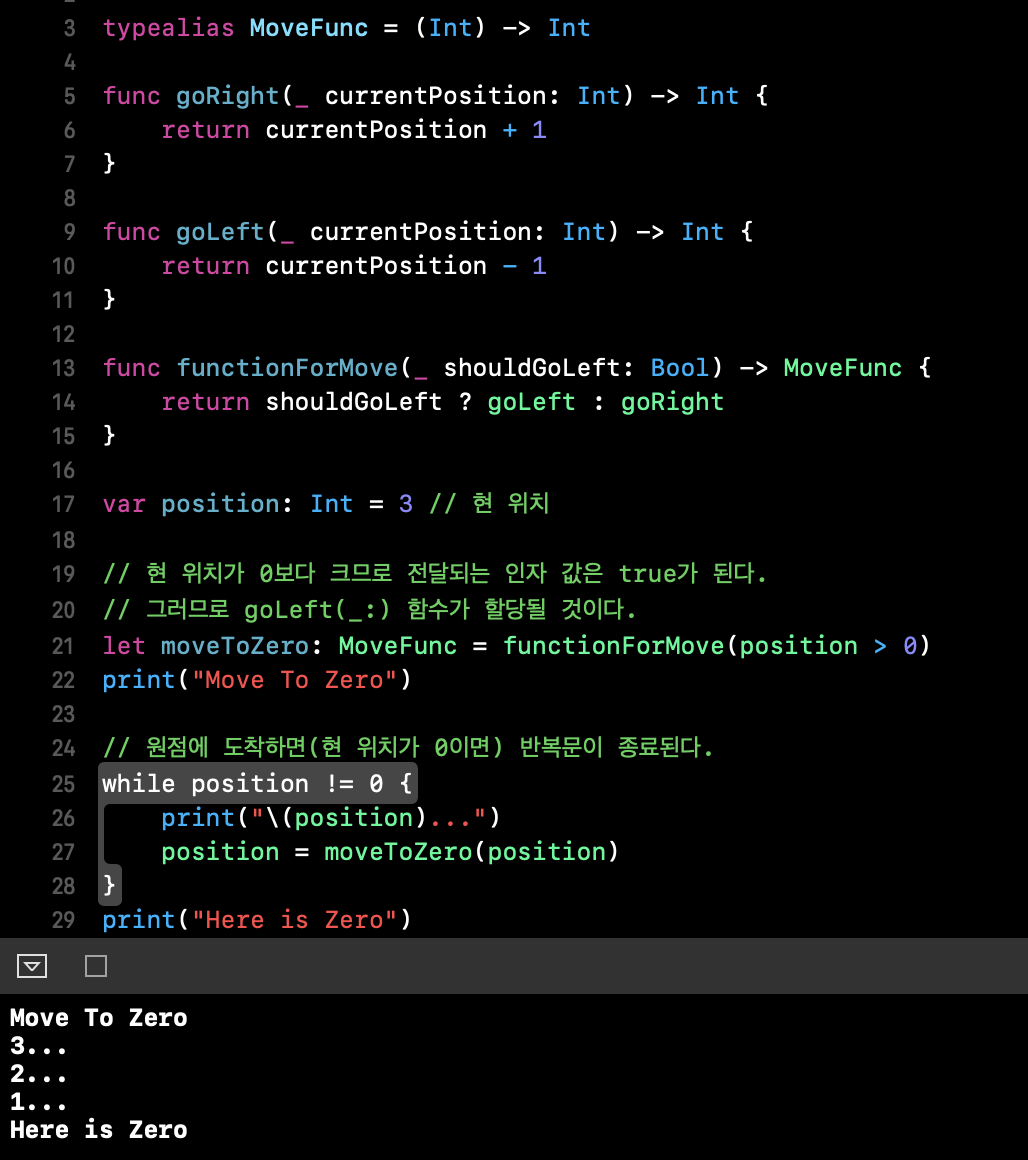 3 typealias MoveFunc = (Int) -> Int
4
5 func goRight(_ currentPosition: Int) -> Int {
6     return currentPosition + 1
7 }
8
9 func goLeft(_ currentPosition: Int) -> Int {
10     return currentPosition - 1
11 }
12
13 func functionForMove(_ shouldGoLeft: Bool) -> MoveFunc {
14     return shouldGoLeft ? goLeft : goRight
15 }
16
17 var position: Int = 3 // 현 위치
18
19 // 현 위치가 0보다 크므로 전달되는 인자 값은 true가 된다.
20 // 그러므로 goLeft(_:) 함수가 할당될 것이다.
21 let moveToZero: MoveFunc = functionForMove(position > 0)
22 print("Move To Zero")
23
24 // 원점에 도착하면(현 위치가 0이면) 반복문이 종료된다.
25 while position != 0 {
26     print("\(position)...")
27     position = moveToZero(position)
28 }
29 print("Here is Zero")
Move To Zero
3...
2...
1...
Here is Zero